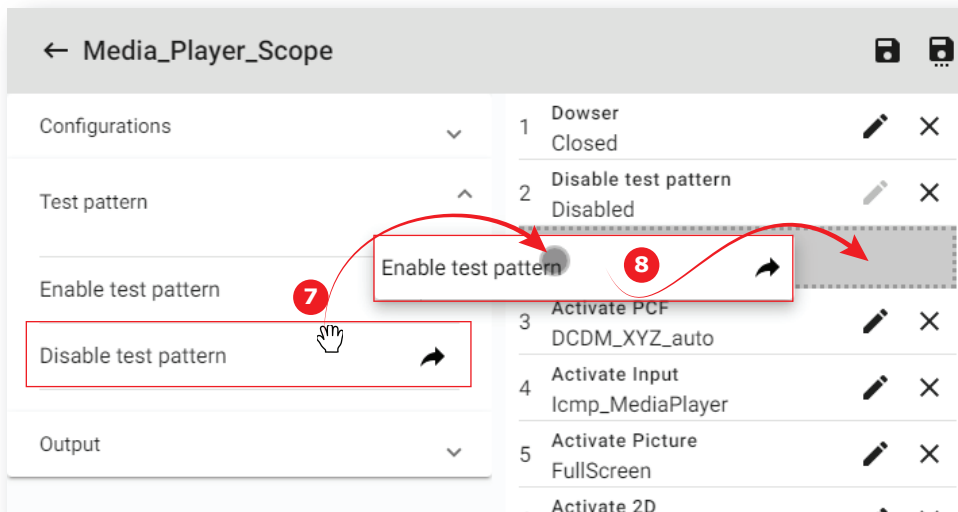 Media_Player_Scope
Configurations
Test pattern
Enable test pattern
7
Disable test pattern
Output
1
Dowser
Closed
2
Disable test pattern
Disabled
Enable test pattern
8
3
Activate PCF
DCDM_XYZ_auto
4
Activate Input
Icmp_MediaPlayer
5
Activate Picture
FullScreen
Activate 2D